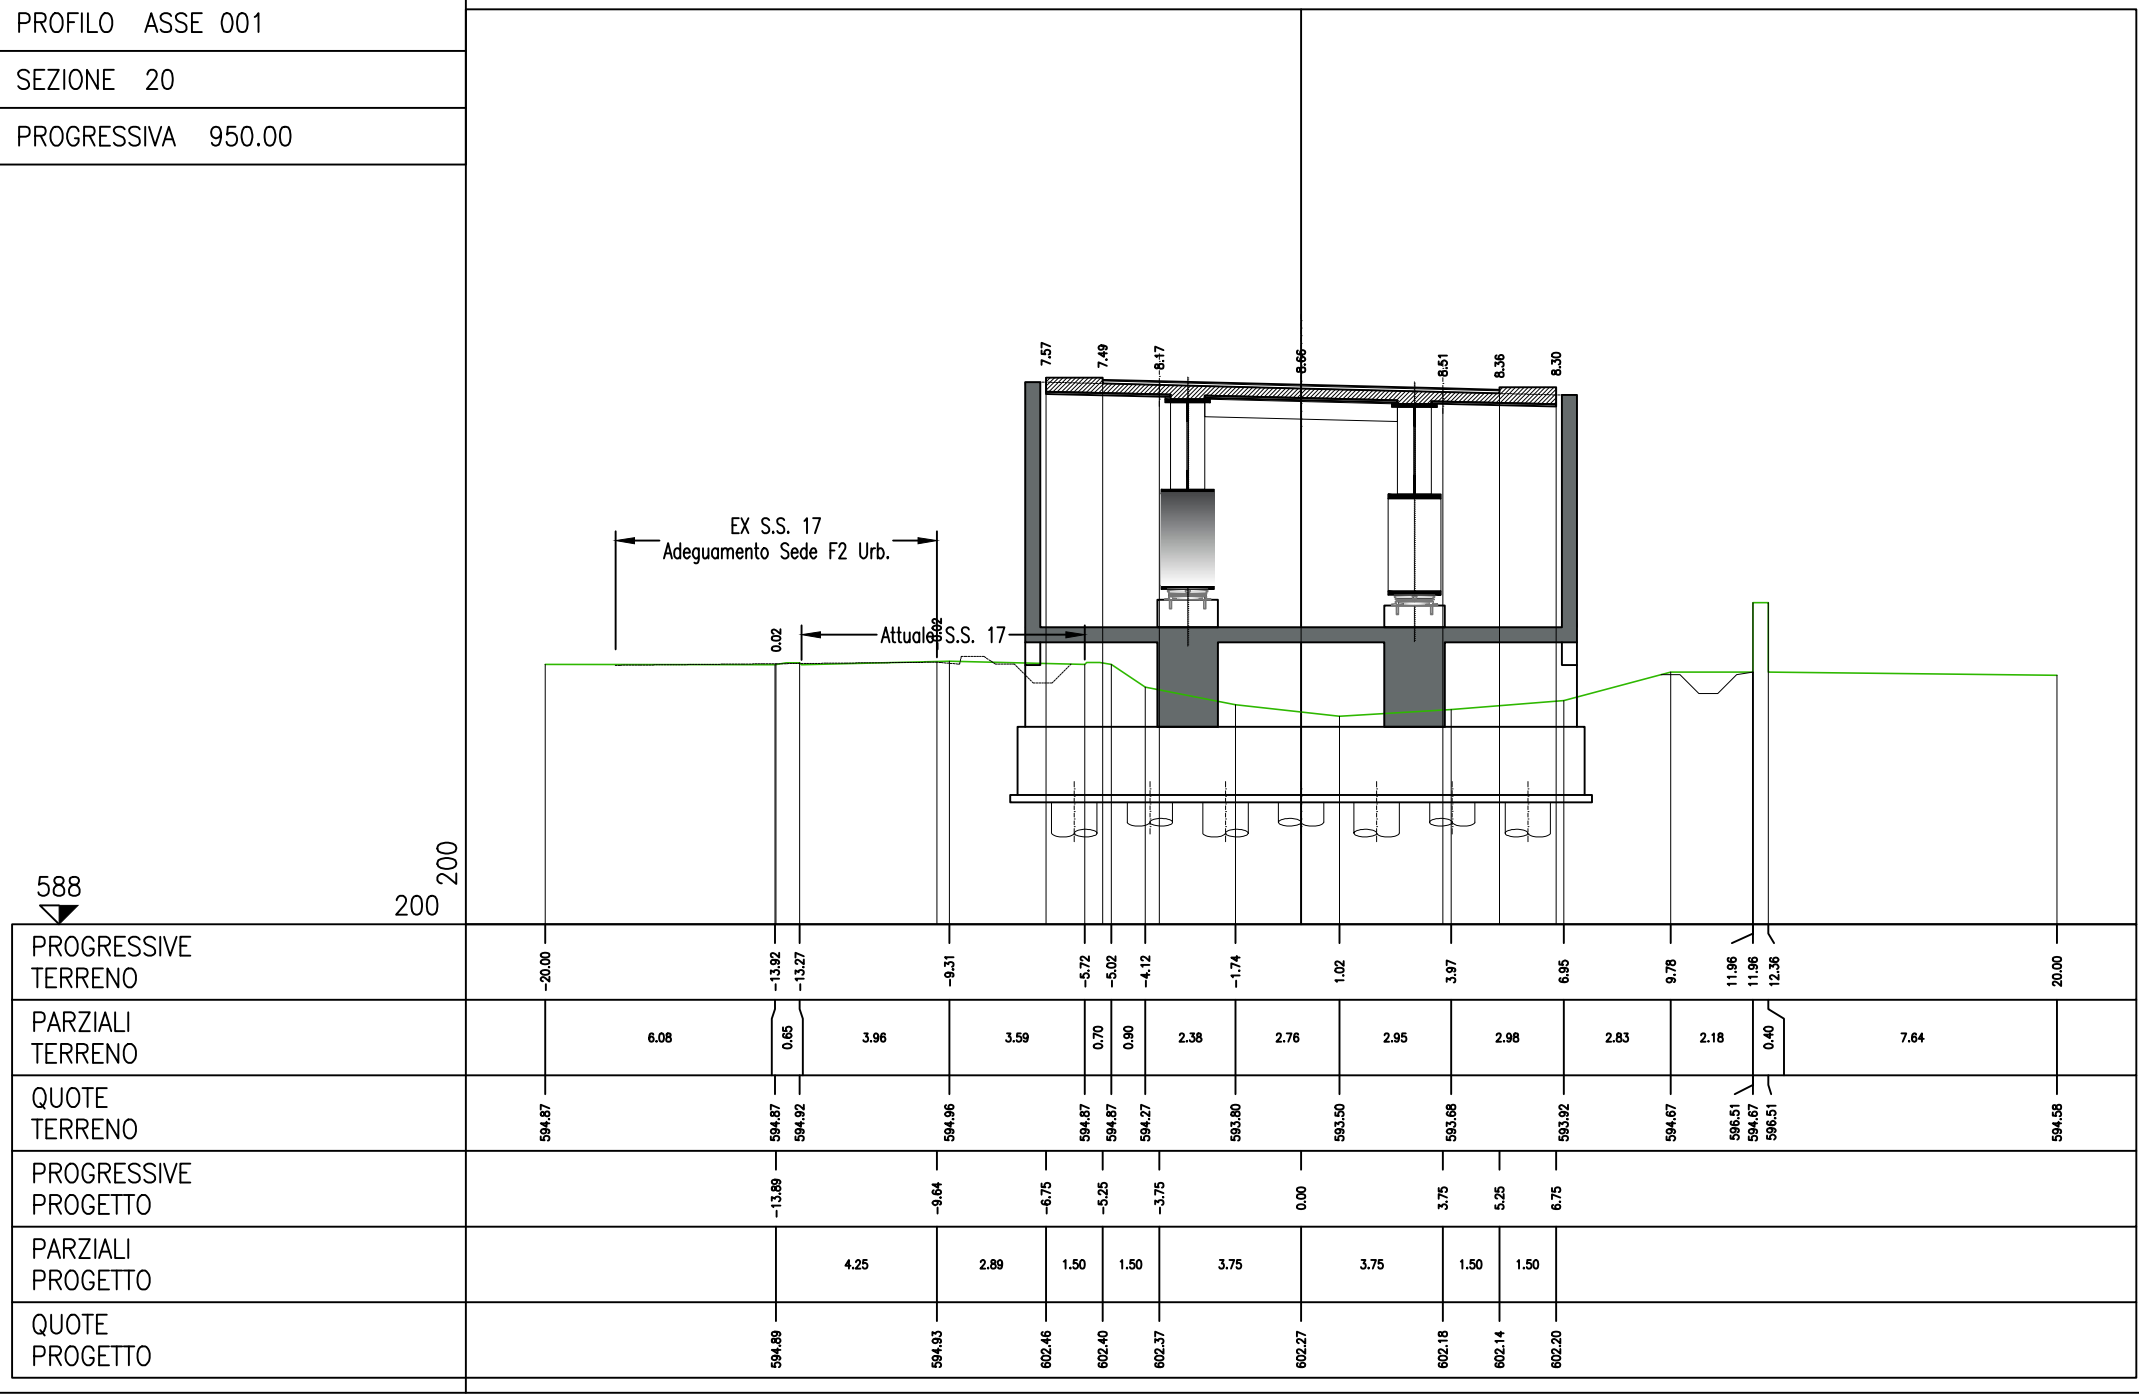 PROFILO ASSE 001
SEZIONE 20
PROGRESSIVA 950.00
7.57 7.49 8.17 8.66 8.51 8.36 8.30
EX S.S. 17
Adeguamento Sede F2 Urb.
0.02 0.02
Attuale S.S. 17
588
200
200
PROGRESSIVE
TERRENO
-20.00 -13.92 -13.27 -9.31 -5.72 -5.02 -4.12 -1.74 1.02 3.97 6.95 9.78 11.96 11.96 12.36 20.00
PARZIALI
TERRENO
6.08 0.65 3.96 3.59 0.70 0.90 2.38 2.76 2.95 2.98 2.83 2.18 0.40 7.64
QUOTE
TERRENO
594.87 594.87 594.92 594.96 594.87 594.87 594.27 593.80 593.50 593.68 593.92 594.67 596.51 594.67 596.51 594.58
PROGRESSIVE
PROGETTO
-13.89 -9.64 -6.75 -5.25 -3.75 0.00 3.75 5.25 6.75
PARZIALI
PROGETTO
4.25 2.89 1.50 1.50 3.75 3.75 1.50 1.50
QUOTE
PROGETTO
594.89 594.93 602.46 602.40 602.37 602.27 602.18 602.14 602.20